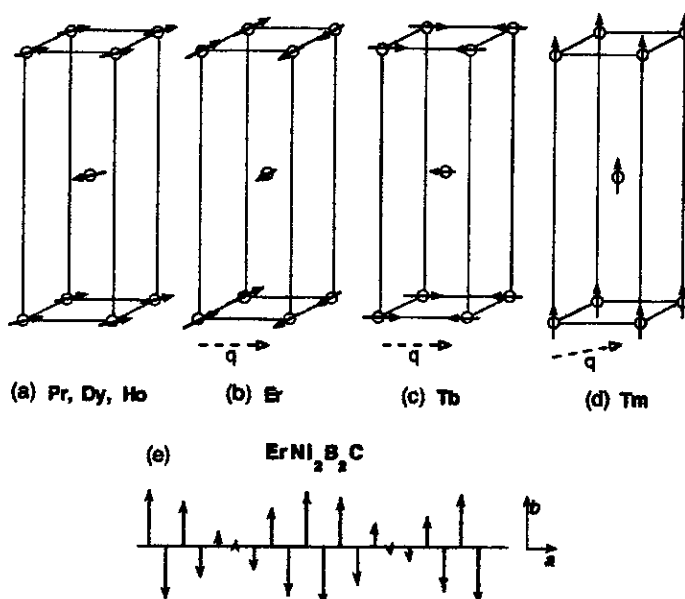 q q q
(a) Pr, Dy, Ho (b) Er (c) Tb (d) Tm
(e) ErNi₂B₂C
b
a